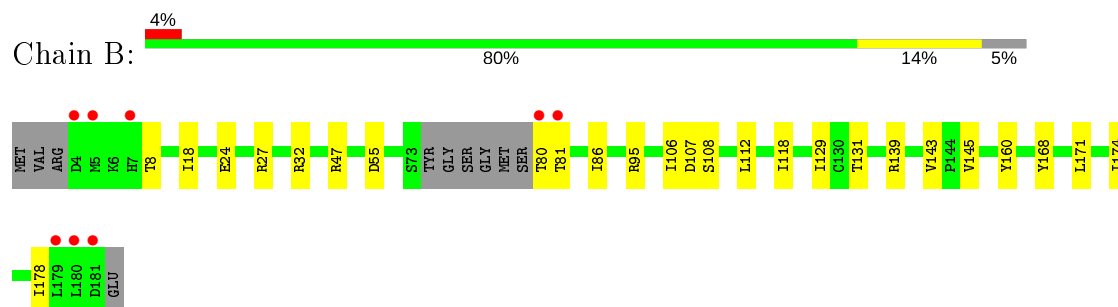 4%
Chain B:
80% 14% 5%
MET VAL ARG D4 M5 K6 H7 T8 I18 E24 R27 R32 R47 D55 S73 TYR GLY SER GLY MET SER T80 T81 I86 R95 I106 D107 S108 L112 I118 I129 C130 T131 R139 V143 P144 V145 Y160 Y168 L171 I174
I178 L179 L180 D181 GLU